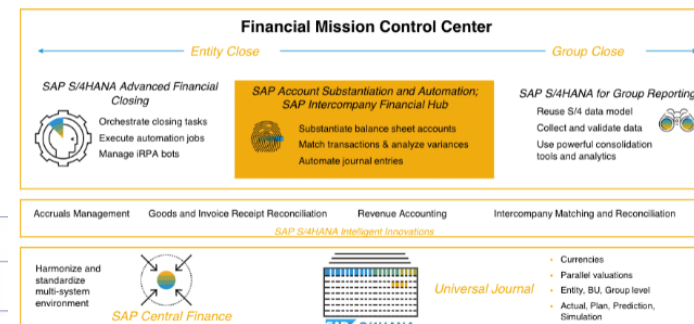 Financial Mission Control Center
Entity Close
Group Close
SAP S/4HANA Advanced Financial
Closing
Orchestrate closing tasks
Execute automation jobs
Manage iRPA bots
SAP Account Substantiation and Automation;
SAP Intercompany Financial Hub
Substantiate balance sheet accounts
Match transactions & analyze variances
Automate journal entries
SAP S/4HANA for Group Reporting
Reuse S/4 data model
Collect and validate data
Use powerful consolidation
tools and analytics
Accruals Management
Goods and Invoice Receipt Reconciliation
Revenue Accounting
Intercompany Matching and Reconciliation
SAP S/4HANA Intelligent Innovations
Harmonize and
standardize
multi-system
environment
SAP Central Finance
Universal Journal
• Currencies
• Parallel valuations
• Entity, BU, Group level
• Actual, Plan, Prediction,
Simulation